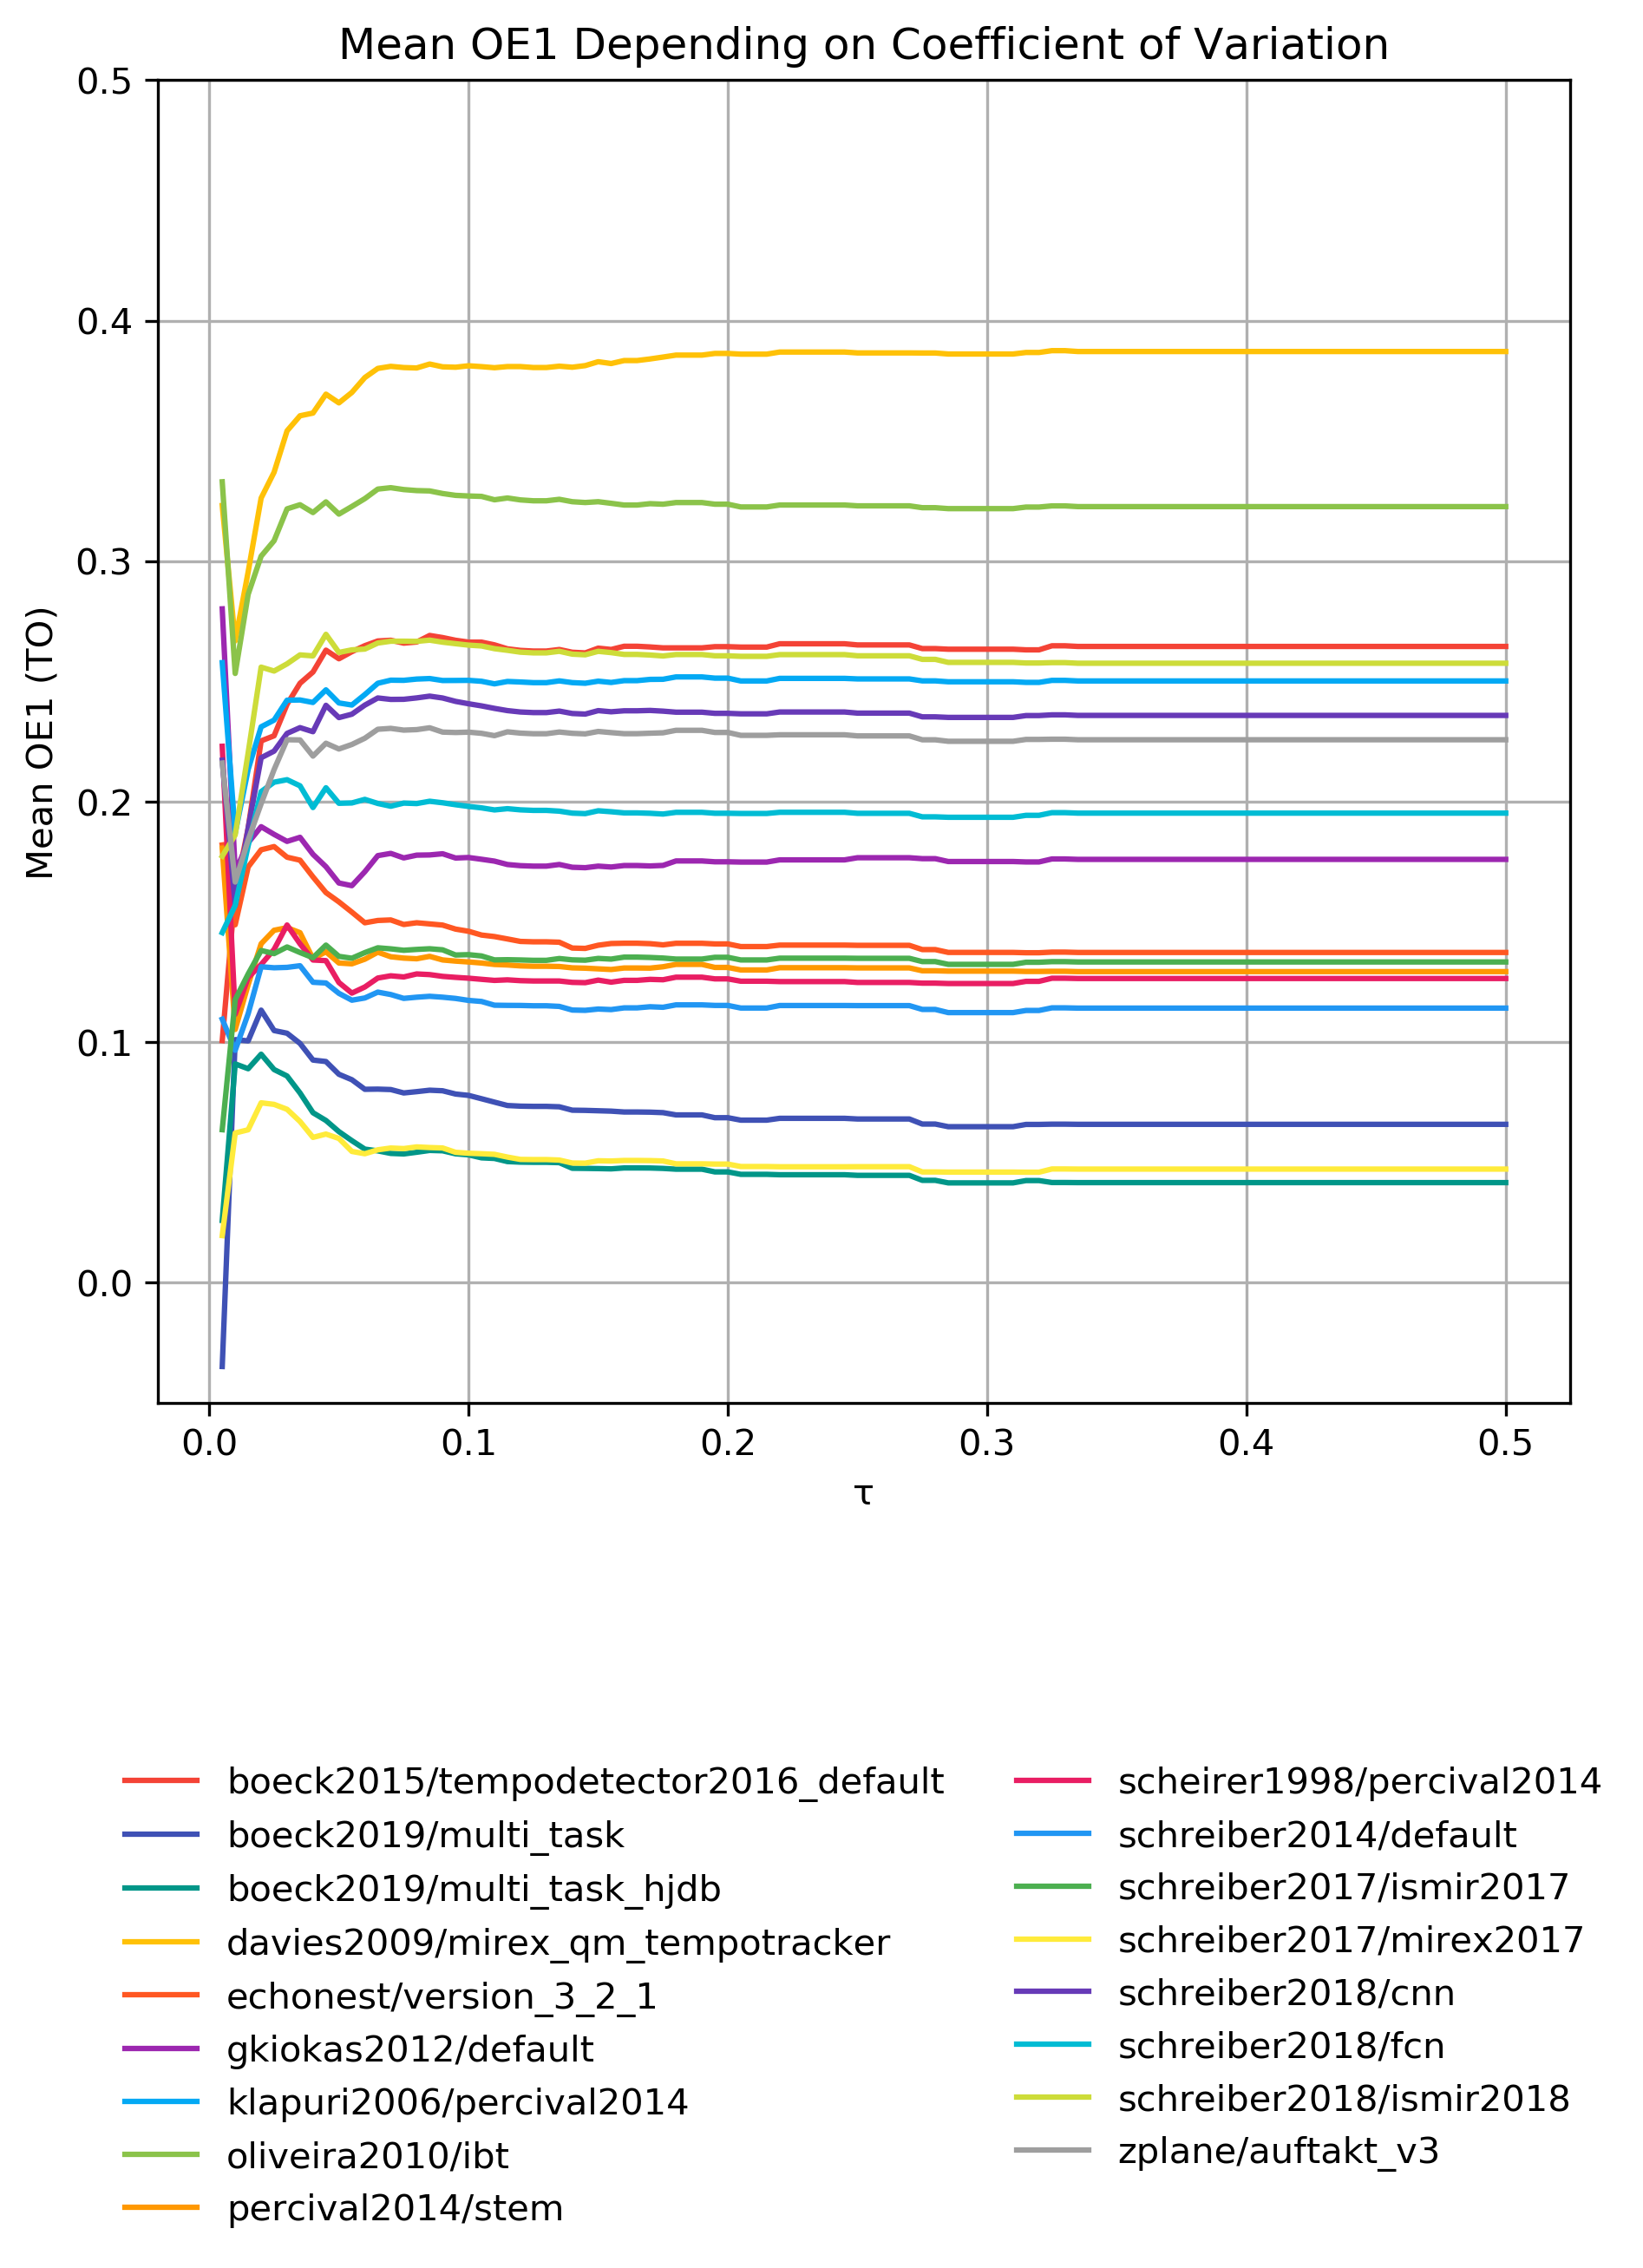 Mean OE1 Depending on Coefficient of Variation
0.5
0.4
0.3
0.2
0.1
0.0
Mean OE1 (TO)
0.0 0.1 0.2 0.3 0.4 0.5
τ
boeck2015/tempodetector2016_default
boeck2019/multi_task
boeck2019/multi_task_hjdb
davies2009/mirex_qm_tempotracker
echonest/version_3_2_1
gkiokas2012/default
klapuri2006/percival2014
oliveira2010/ibt
percival2014/stem
scheirer1998/percival2014
schreiber2014/default
schreiber2017/ismir2017
schreiber2017/mirex2017
schreiber2018/cnn
schreiber2018/fcn
schreiber2018/ismir2018
zplane/auftakt_v3